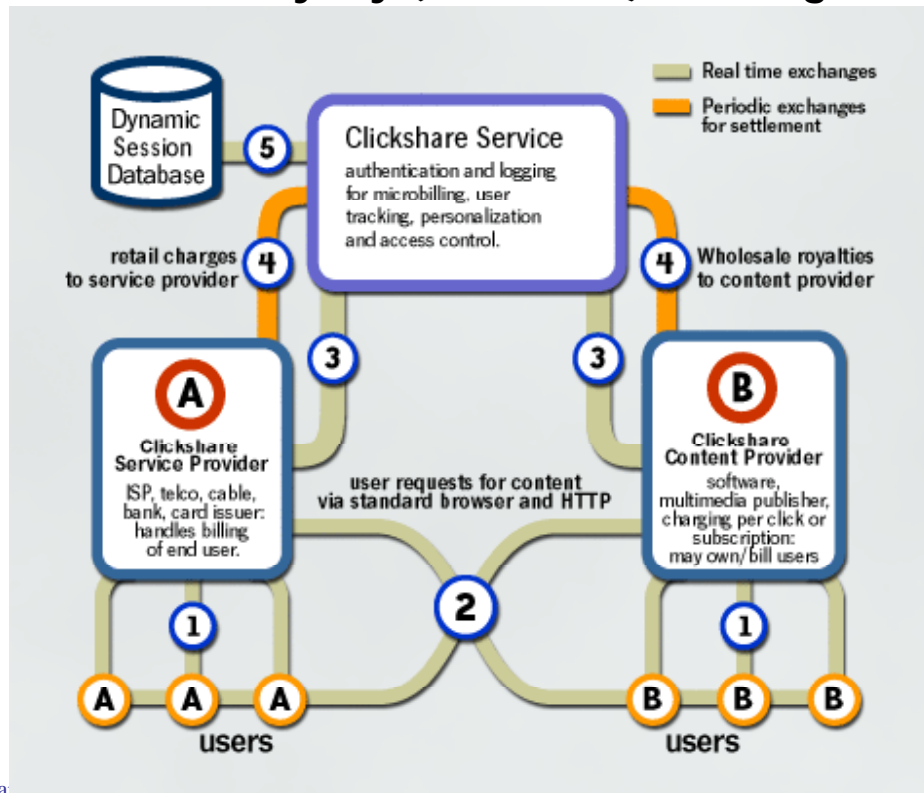 Real time exchanges
Periodic exchanges
for settlement
Dynamic
Session
Database
5
Clickshare Service
authentication and logging
for microbilling, user
tracking, personalization
and access control.
retail charges
to service provider
4
4
Wholesale royalties
to content provider
3
3
A
Clickshare
Service Provider
ISP, telco, cable,
bank, card issuer:
handles billing
of end user.
B
Clickshare
Content Provider
software,
multimedia publisher,
charging per click or
subscription:
may own/bill users
user requests for content
via standard browser and HTTP
2
1
1
A
A
A
B
B
B
users
users